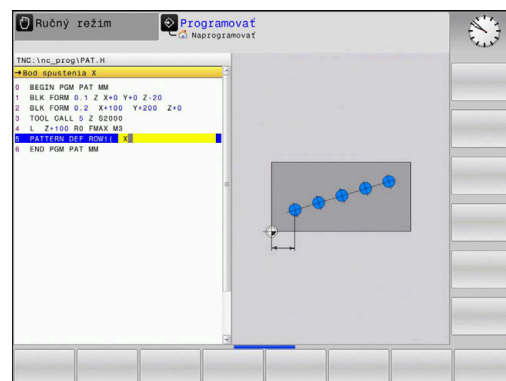 Ručný režim
Programovať
Naprogramovať
TNC:\nc_prog\PAT.H
→Bod spustenia X
0 BEGIN PGM PAT MM
1 BLK FORM 0.1 Z X+0 Y+0 Z-20
2 BLK FORM 0.2 X+100 Y+200 Z+0
3 TOOL CALL 5 Z S2000
4 L Z+100 R0 FMAX M3
5 PATTERN DEF ROW1( X
6 END PGM PAT MM